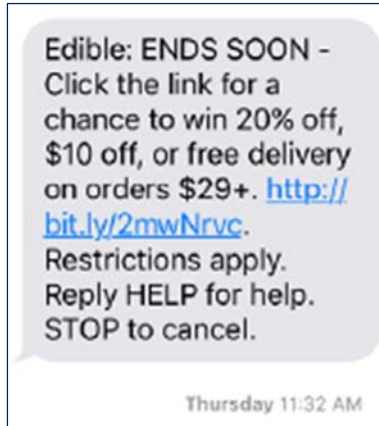 Edible: ENDS SOON -
Click the link for a
chance to win 20% off,
$10 off, or free delivery
on orders $29+. http://
bit.ly/2mwNrvc.
Restrictions apply.
Reply HELP for help.
STOP to cancel.
Thursday 11:32 AM